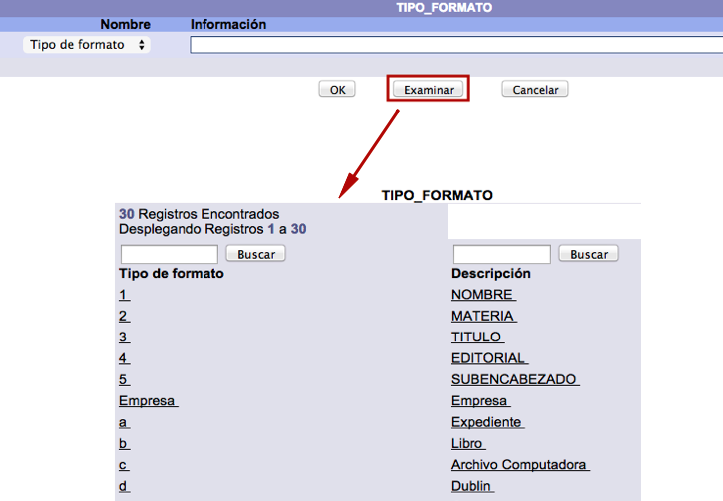 TIPO_FORMATO
Nombre Información
Tipo de formato
OK Examinar Cancelar
TIPO_FORMATO
30 Registros Encontrados
Desplegando Registros 1 a 30
Buscar Buscar
Tipo de formato Descripción
1 NOMBRE
2 MATERIA
3 TITULO
4 EDITORIAL
5 SUBENCABEZADO
Empresa Empresa
a Expediente
b Libro
c Archivo Computadora
d Dublin